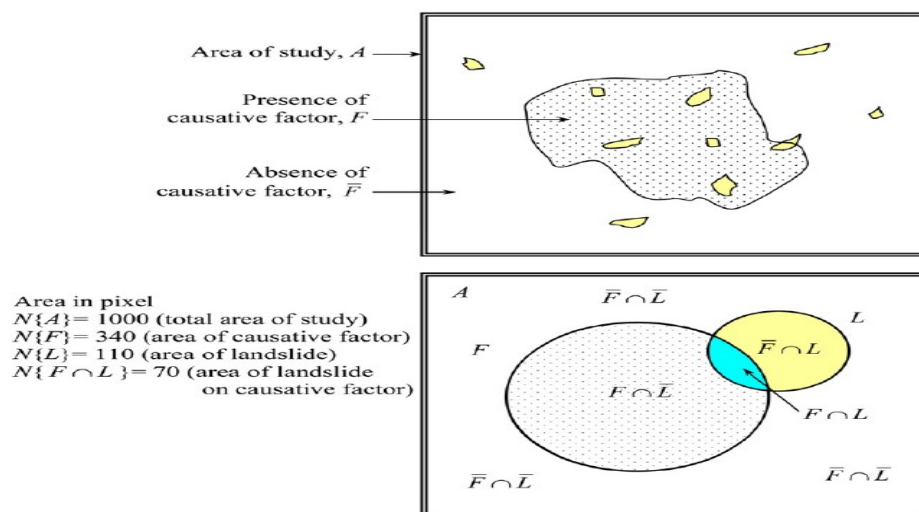 Area of study, A
Presence of
causative factor, F
Absence of
causative factor, F̅
Area in pixel
N{A}= 1000 (total area of study)
N{F}= 340 (area of causative factor)
N{L}= 110 (area of landslide)
N{F∩L}= 70 (area of landslide
on causative factor)
A
F̅∩L̅
L
F
F̅∩L
F∩L̅
F∩L
F̅∩L̅
F̅∩L̅